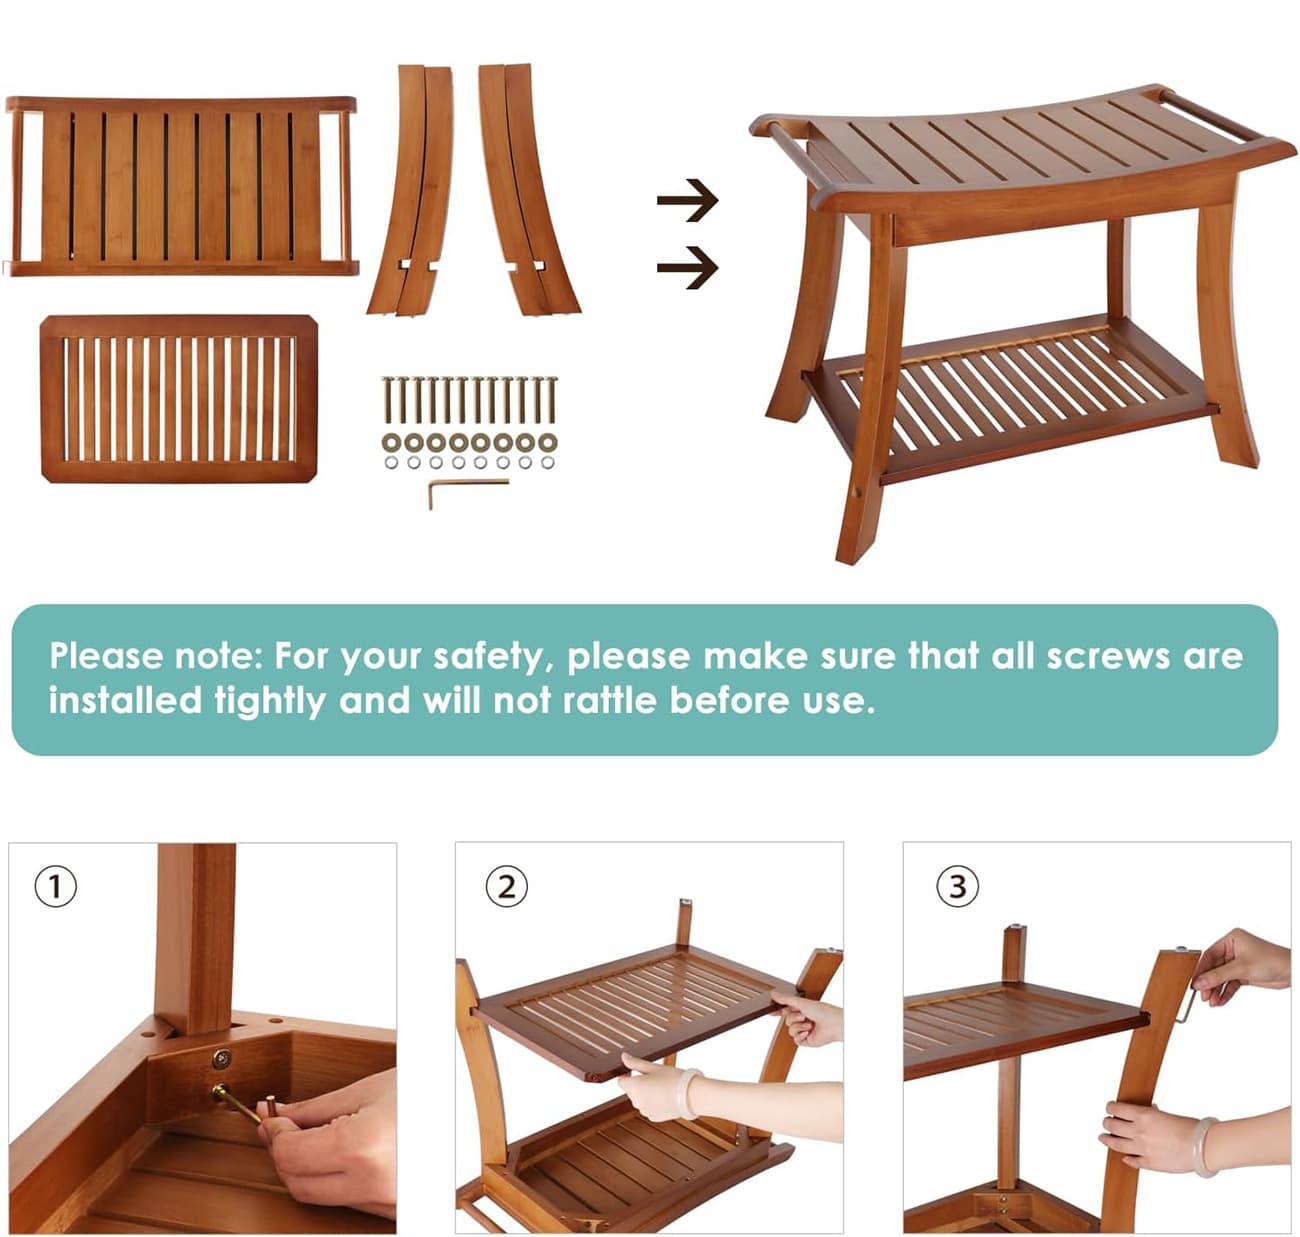 Please note: For your safety, please make sure that all screws are
installed tightly and will not rattle before use.
1
2
3